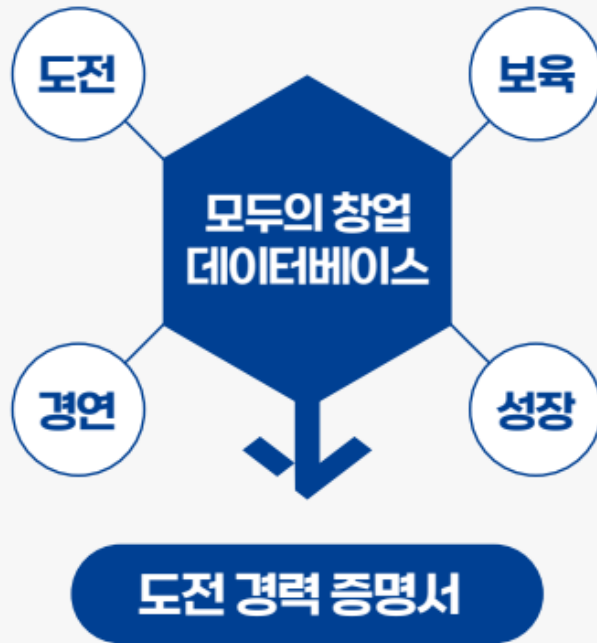 도전
보육
모두의 창업
데이터베이스
경연
성장
도전 경력 증명서